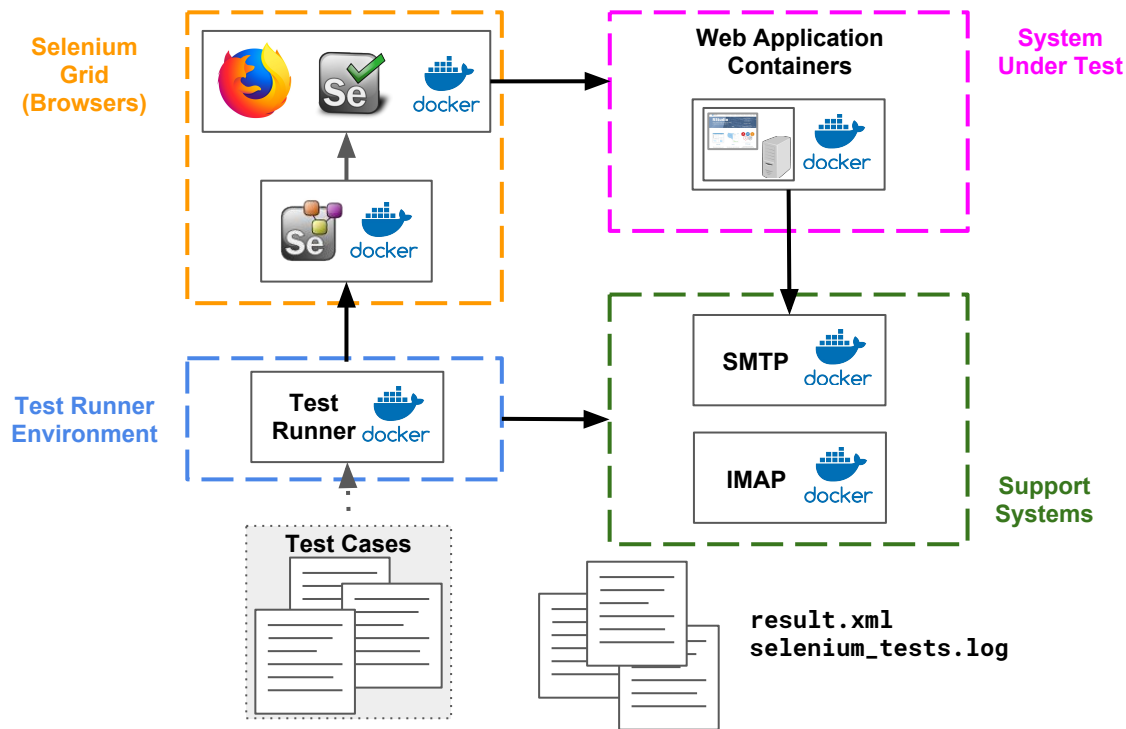 Selenium
Grid
(Browsers)
Se
docker
Web Application
Containers
System
Under Test
docker
Se
docker
SMTP
docker
Test Runner
Environment
Test
Runner
docker
IMAP
docker
Support
Systems
Test Cases
result.xml
selenium_tests.log